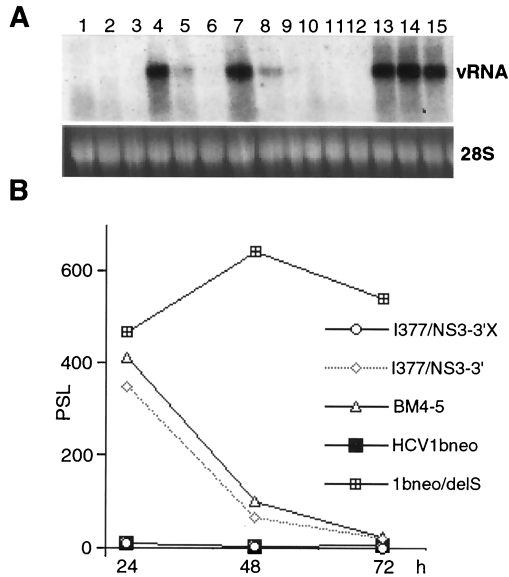 A
1 2 3 4 5 6 7 8 9 10 11 12 13 14 15
vRNA
28S
B
600
400
200
0
PSL
I377/NS3-3'X
I377/NS3-3'
BM4-5
HCV1bneo
1bneo/delS
24 48 72 h